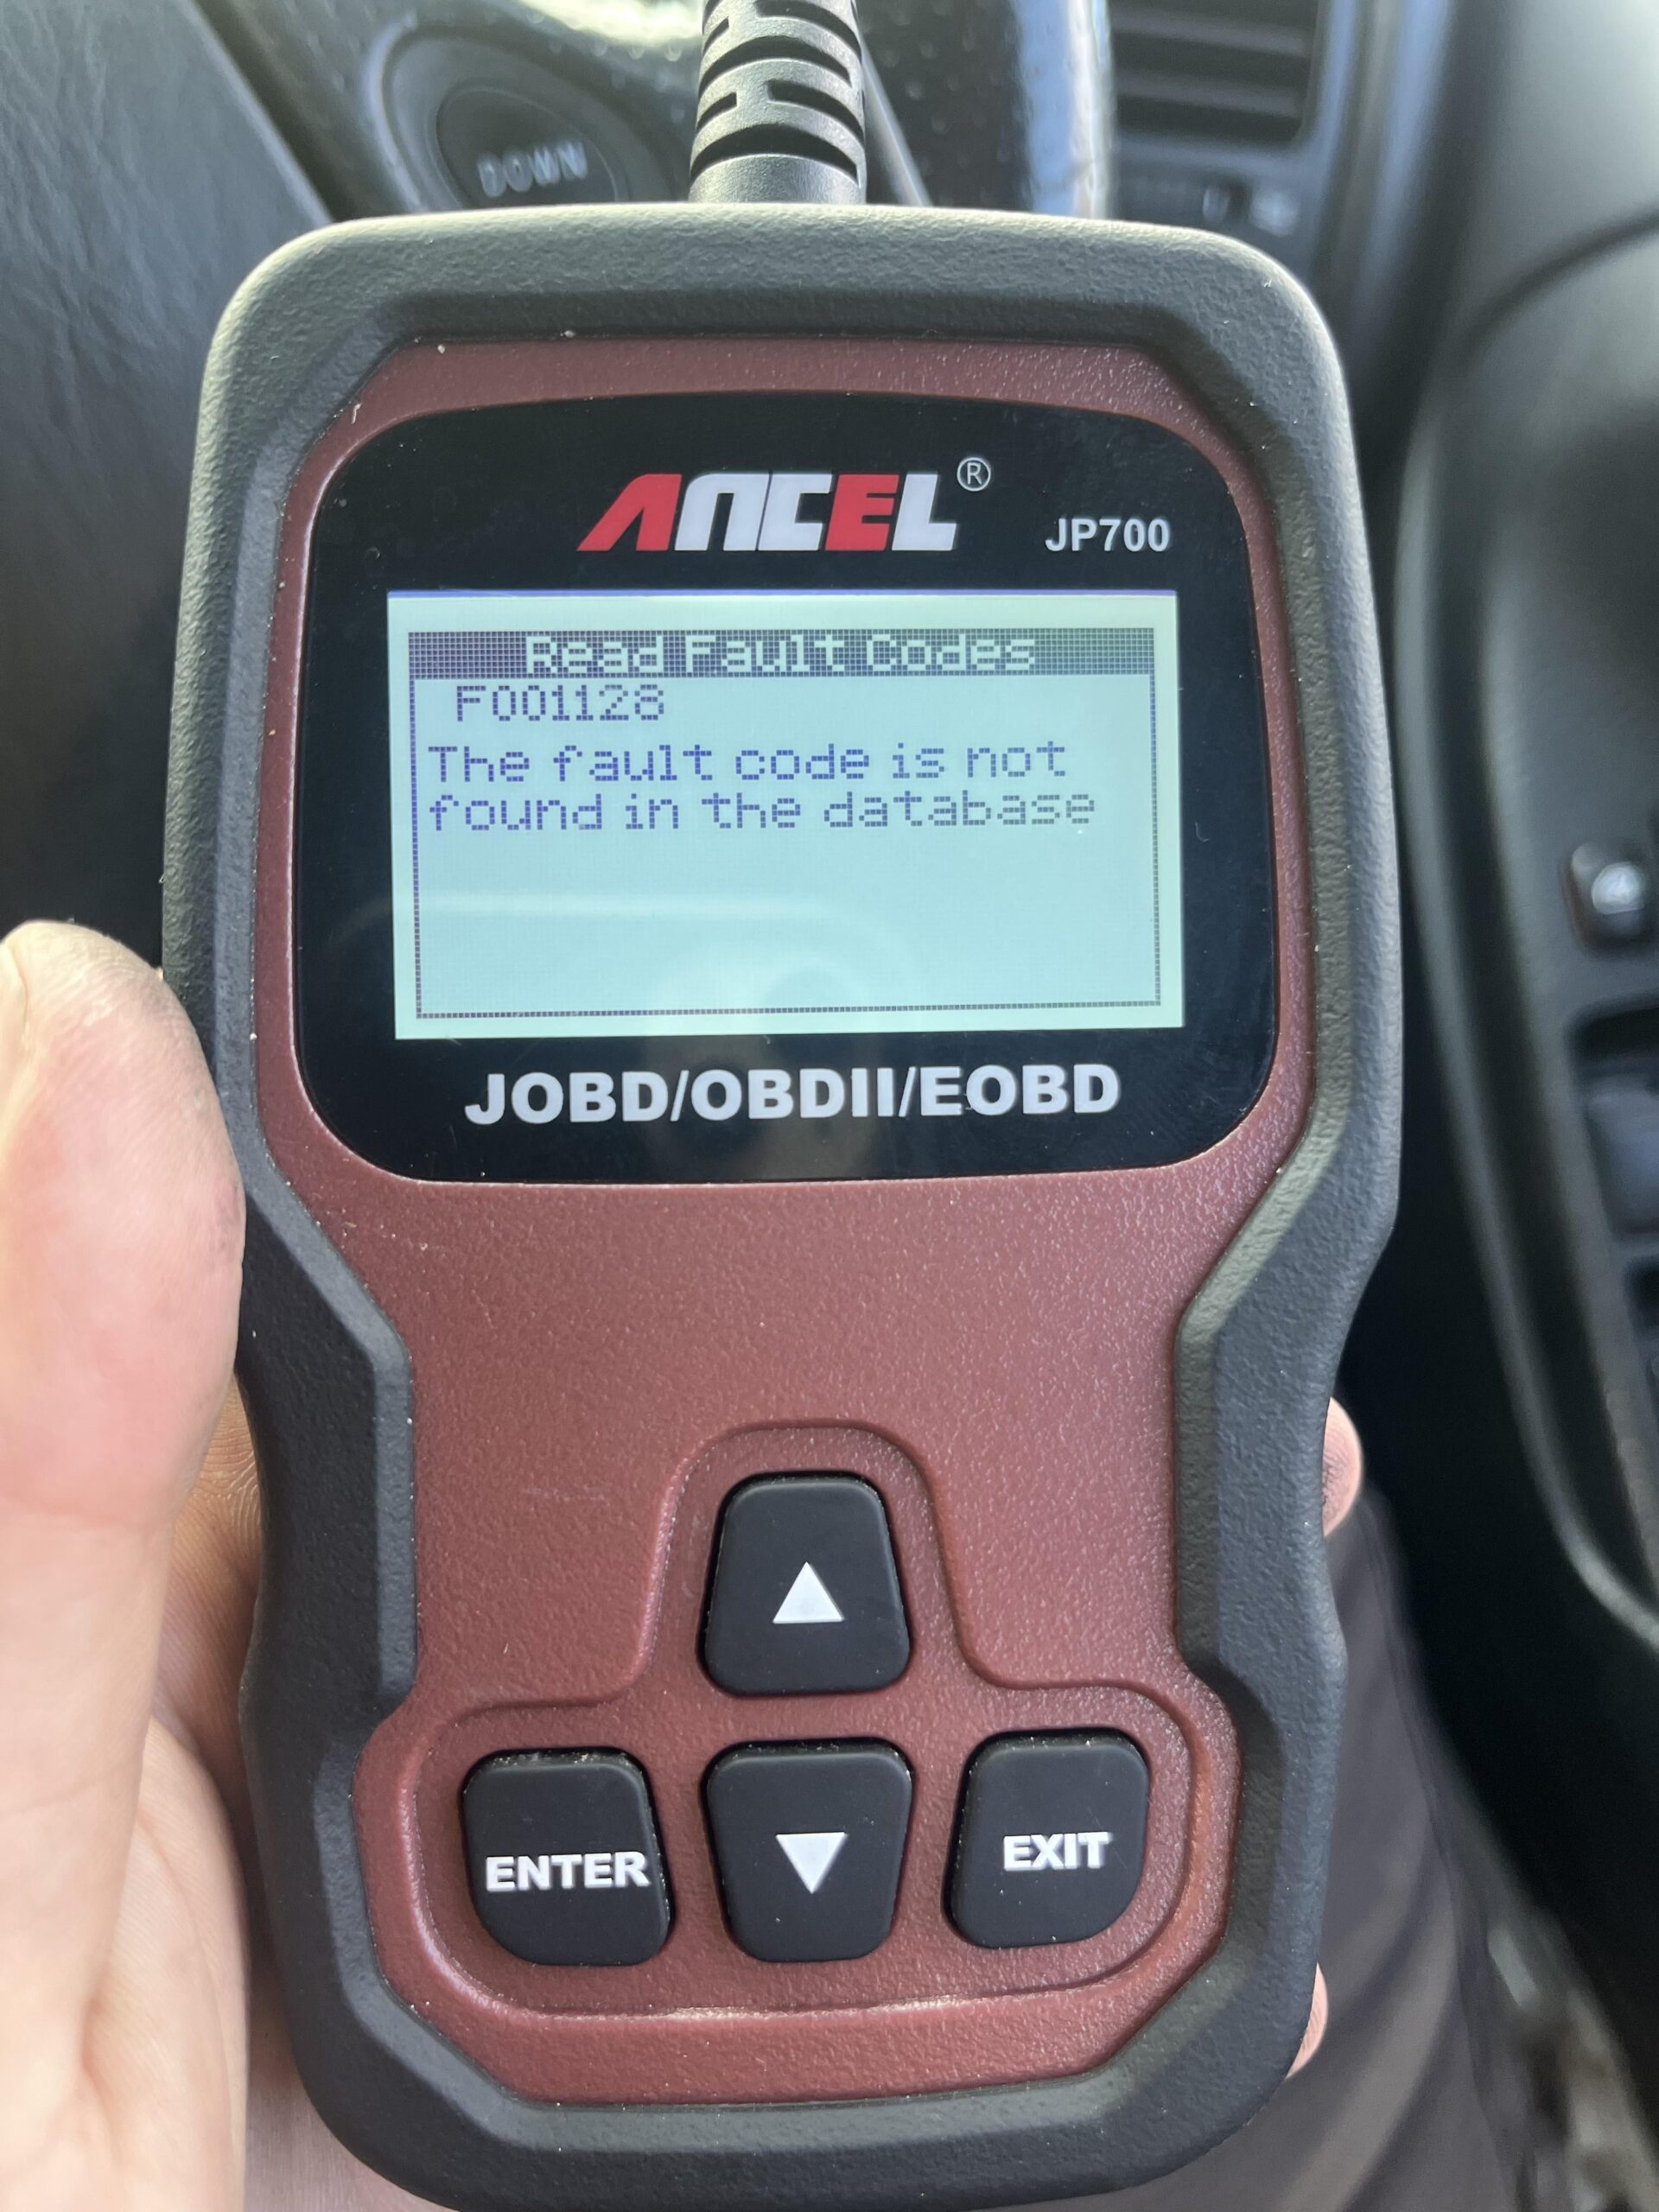 DOWN
ANCEL®
JP700
Read Fault Codes
F001128
The fault code is not
found in the database
JOBD/OBDII/EOBD
ENTER
EXIT